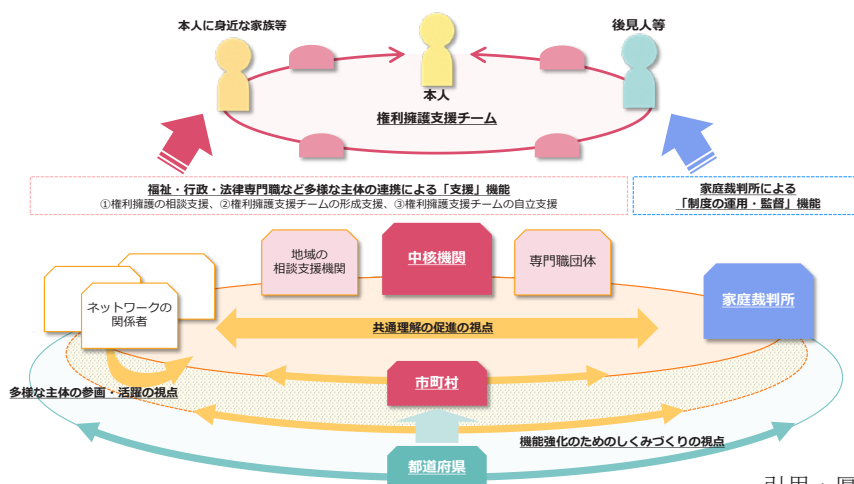 本人に身近な家族等
後見人等
本人
権利擁護支援チーム
福祉・行政・法律専門職など多様な主体の連携による「支援」機能
①権利擁護の相談支援、②権利擁護支援チームの形成支援、③権利擁護支援チームの自立支援
家庭裁判所による
「制度の運用・監督」機能
地域の
相談支援機関
中核機関
専門職団体
ネットワークの
関係者
家庭裁判所
共通理解の促進の視点
市町村
多様な主体の参画・活躍の視点
機能強化のためのしくみづくりの視点
都道府県